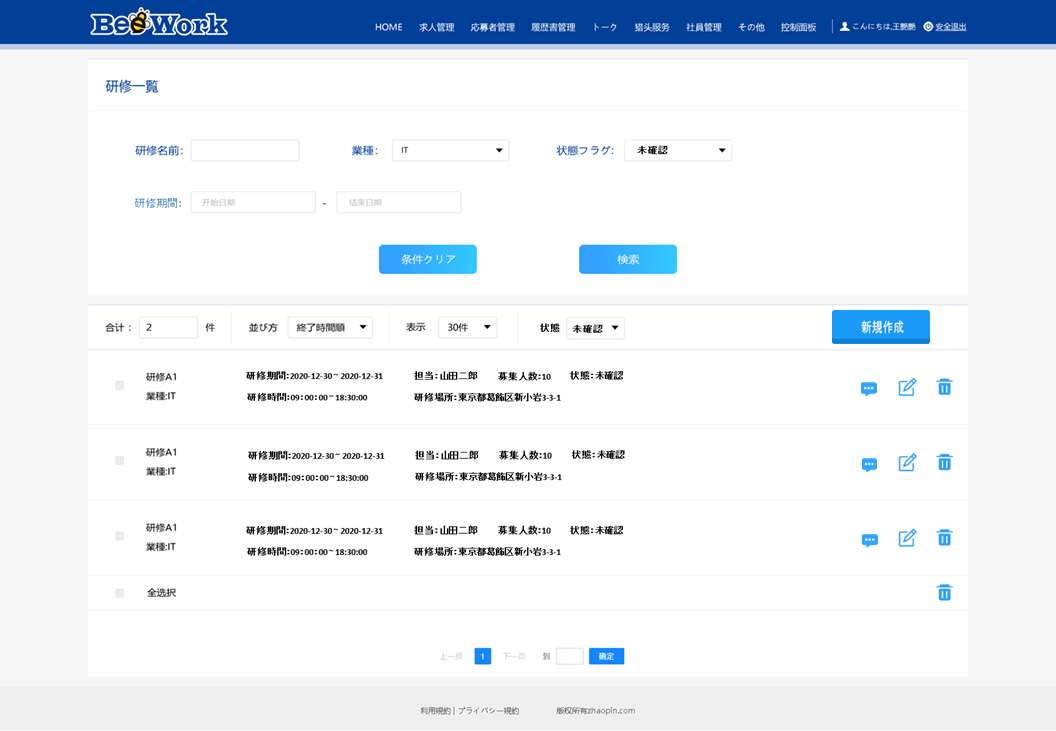 BeeWork
HOME 求人管理 応募者管理 履歴書管理 トーク 猎头服务 社員管理 その他 控制面板 こんにちは,王艶艶 安全退出
研修一覧
研修名前: 業種: IT 状態フラグ: 未確認
研修期間: 开始日期 - 结束日期
条件クリア 検索
合计： 2 件 並び方 終了時間順 表示 30件 状態 未確認 新規作成
研修A1 研修期間:2020-12-30~2020-12-31 担当:山田二郎 募集人数:10 状態:未確認
業種:IT 研修時間:09:00:00~18:30:00 研修場所:東京都葛飾区新小岩3-3-1
研修A1 研修期間:2020-12-30~2020-12-31 担当:山田二郎 募集人数:10 状態:未確認
業種:IT 研修時間:09:00:00~18:30:00 研修場所:東京都葛飾区新小岩3-3-1
研修A1 研修期間:2020-12-30~2020-12-31 担当:山田二郎 募集人数:10 状態:未確認
業種:IT 研修時間:09:00:00~18:30:00 研修場所:東京都葛飾区新小岩3-3-1
全选択
上一页 1 下一页 到 确定
利用規約 | プライバシー規約 版权所有zhaopin.com